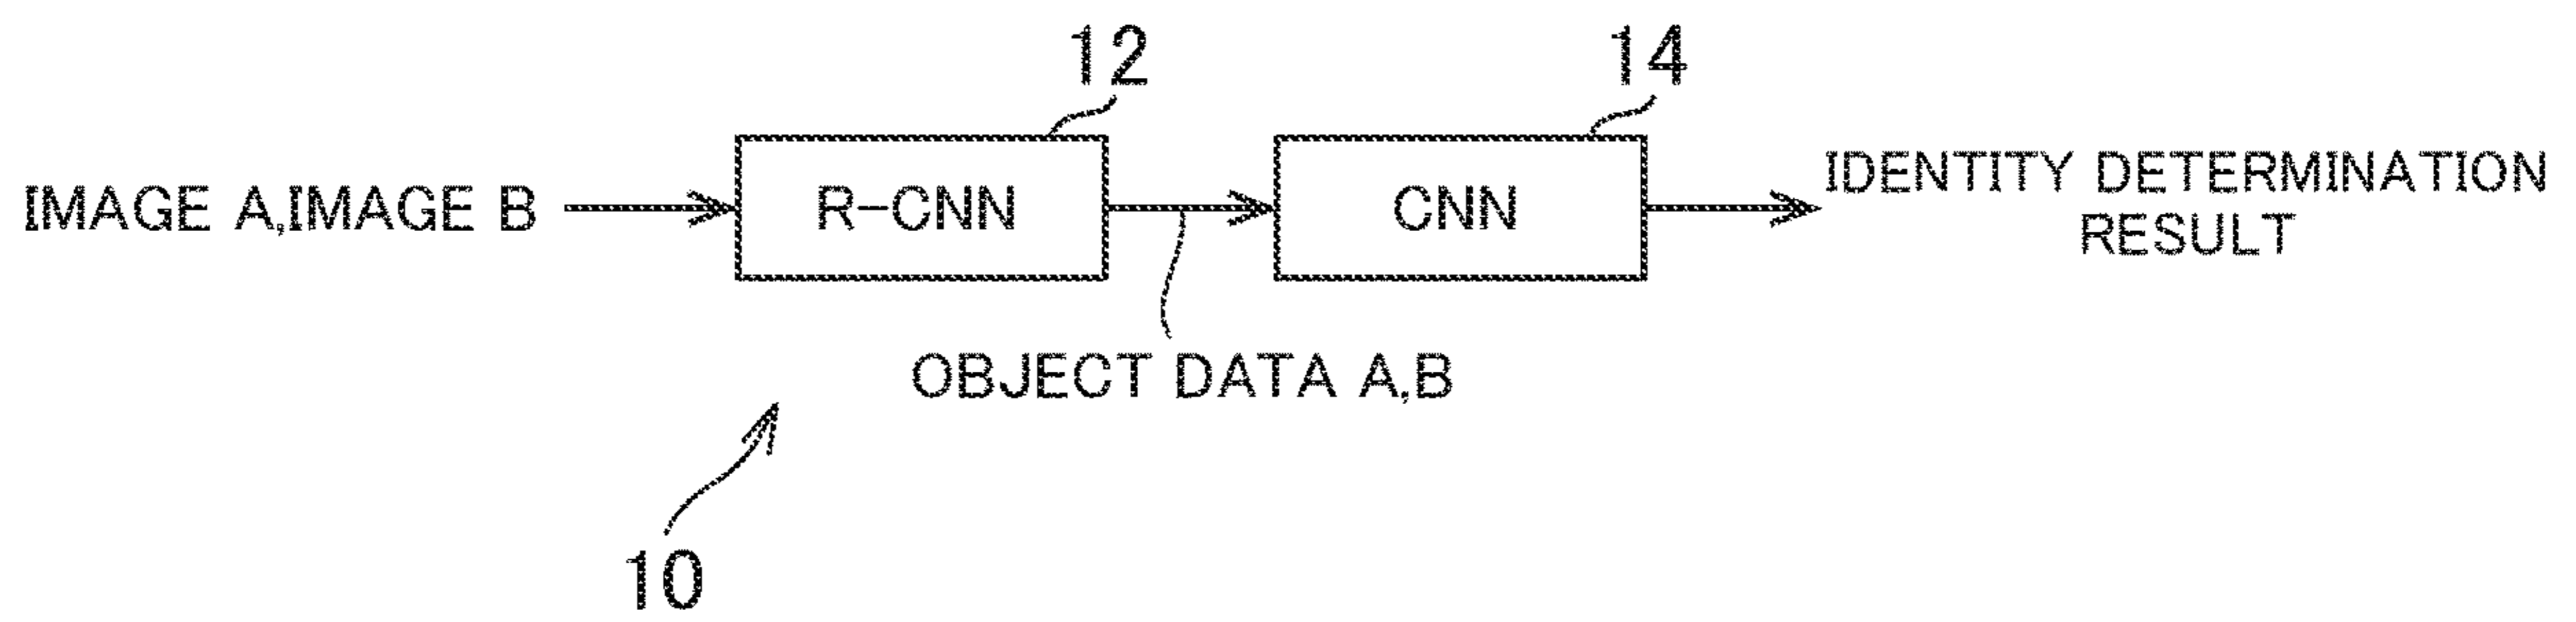 12
14
IMAGE A,IMAGE B
R-CNN
CNN
IDENTITY DETERMINATION
RESULT
OBJECT DATA A,B
10